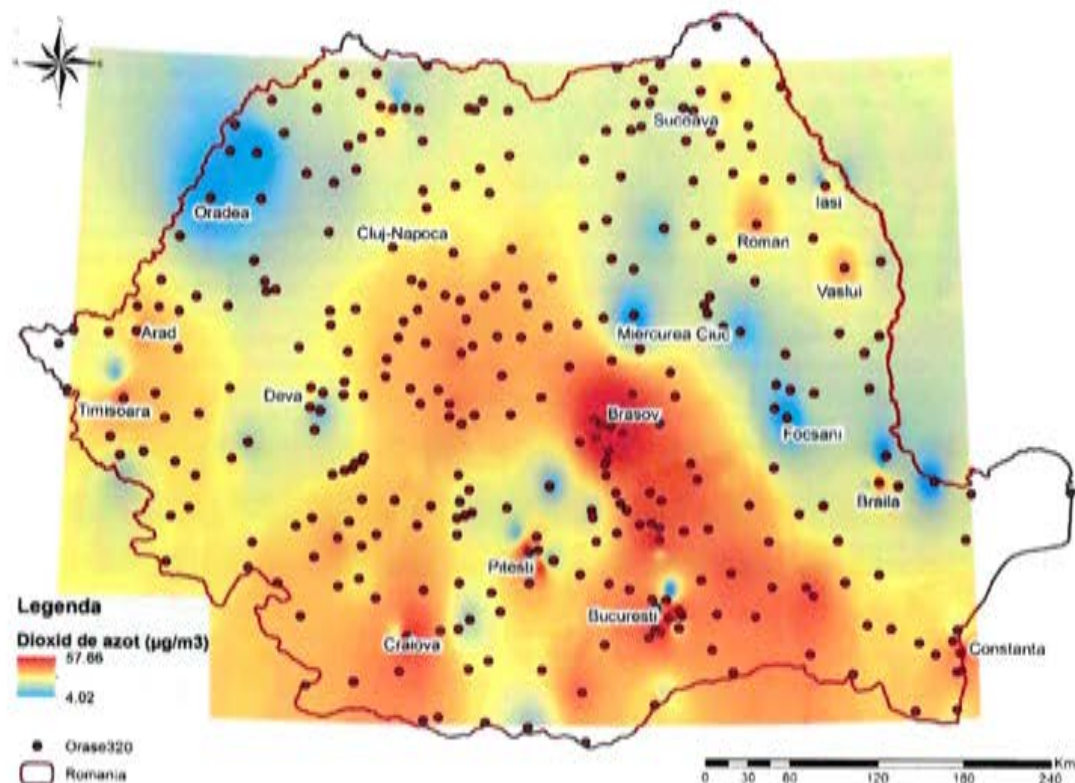 Suceava
Iasi
Oradea
Cluj-Napoca
Roman
Vaslui
Arad
Miercurea Ciuc
Deva
Timisoara
Brasov
Focsani
Braila
Pitesti
Bucuresti
Craiova
Constanta
Legenda
Dioxid de azot (µg/m3)
57.66
4.02
Orase320
Romania
Km
0 30 60 120 180 240